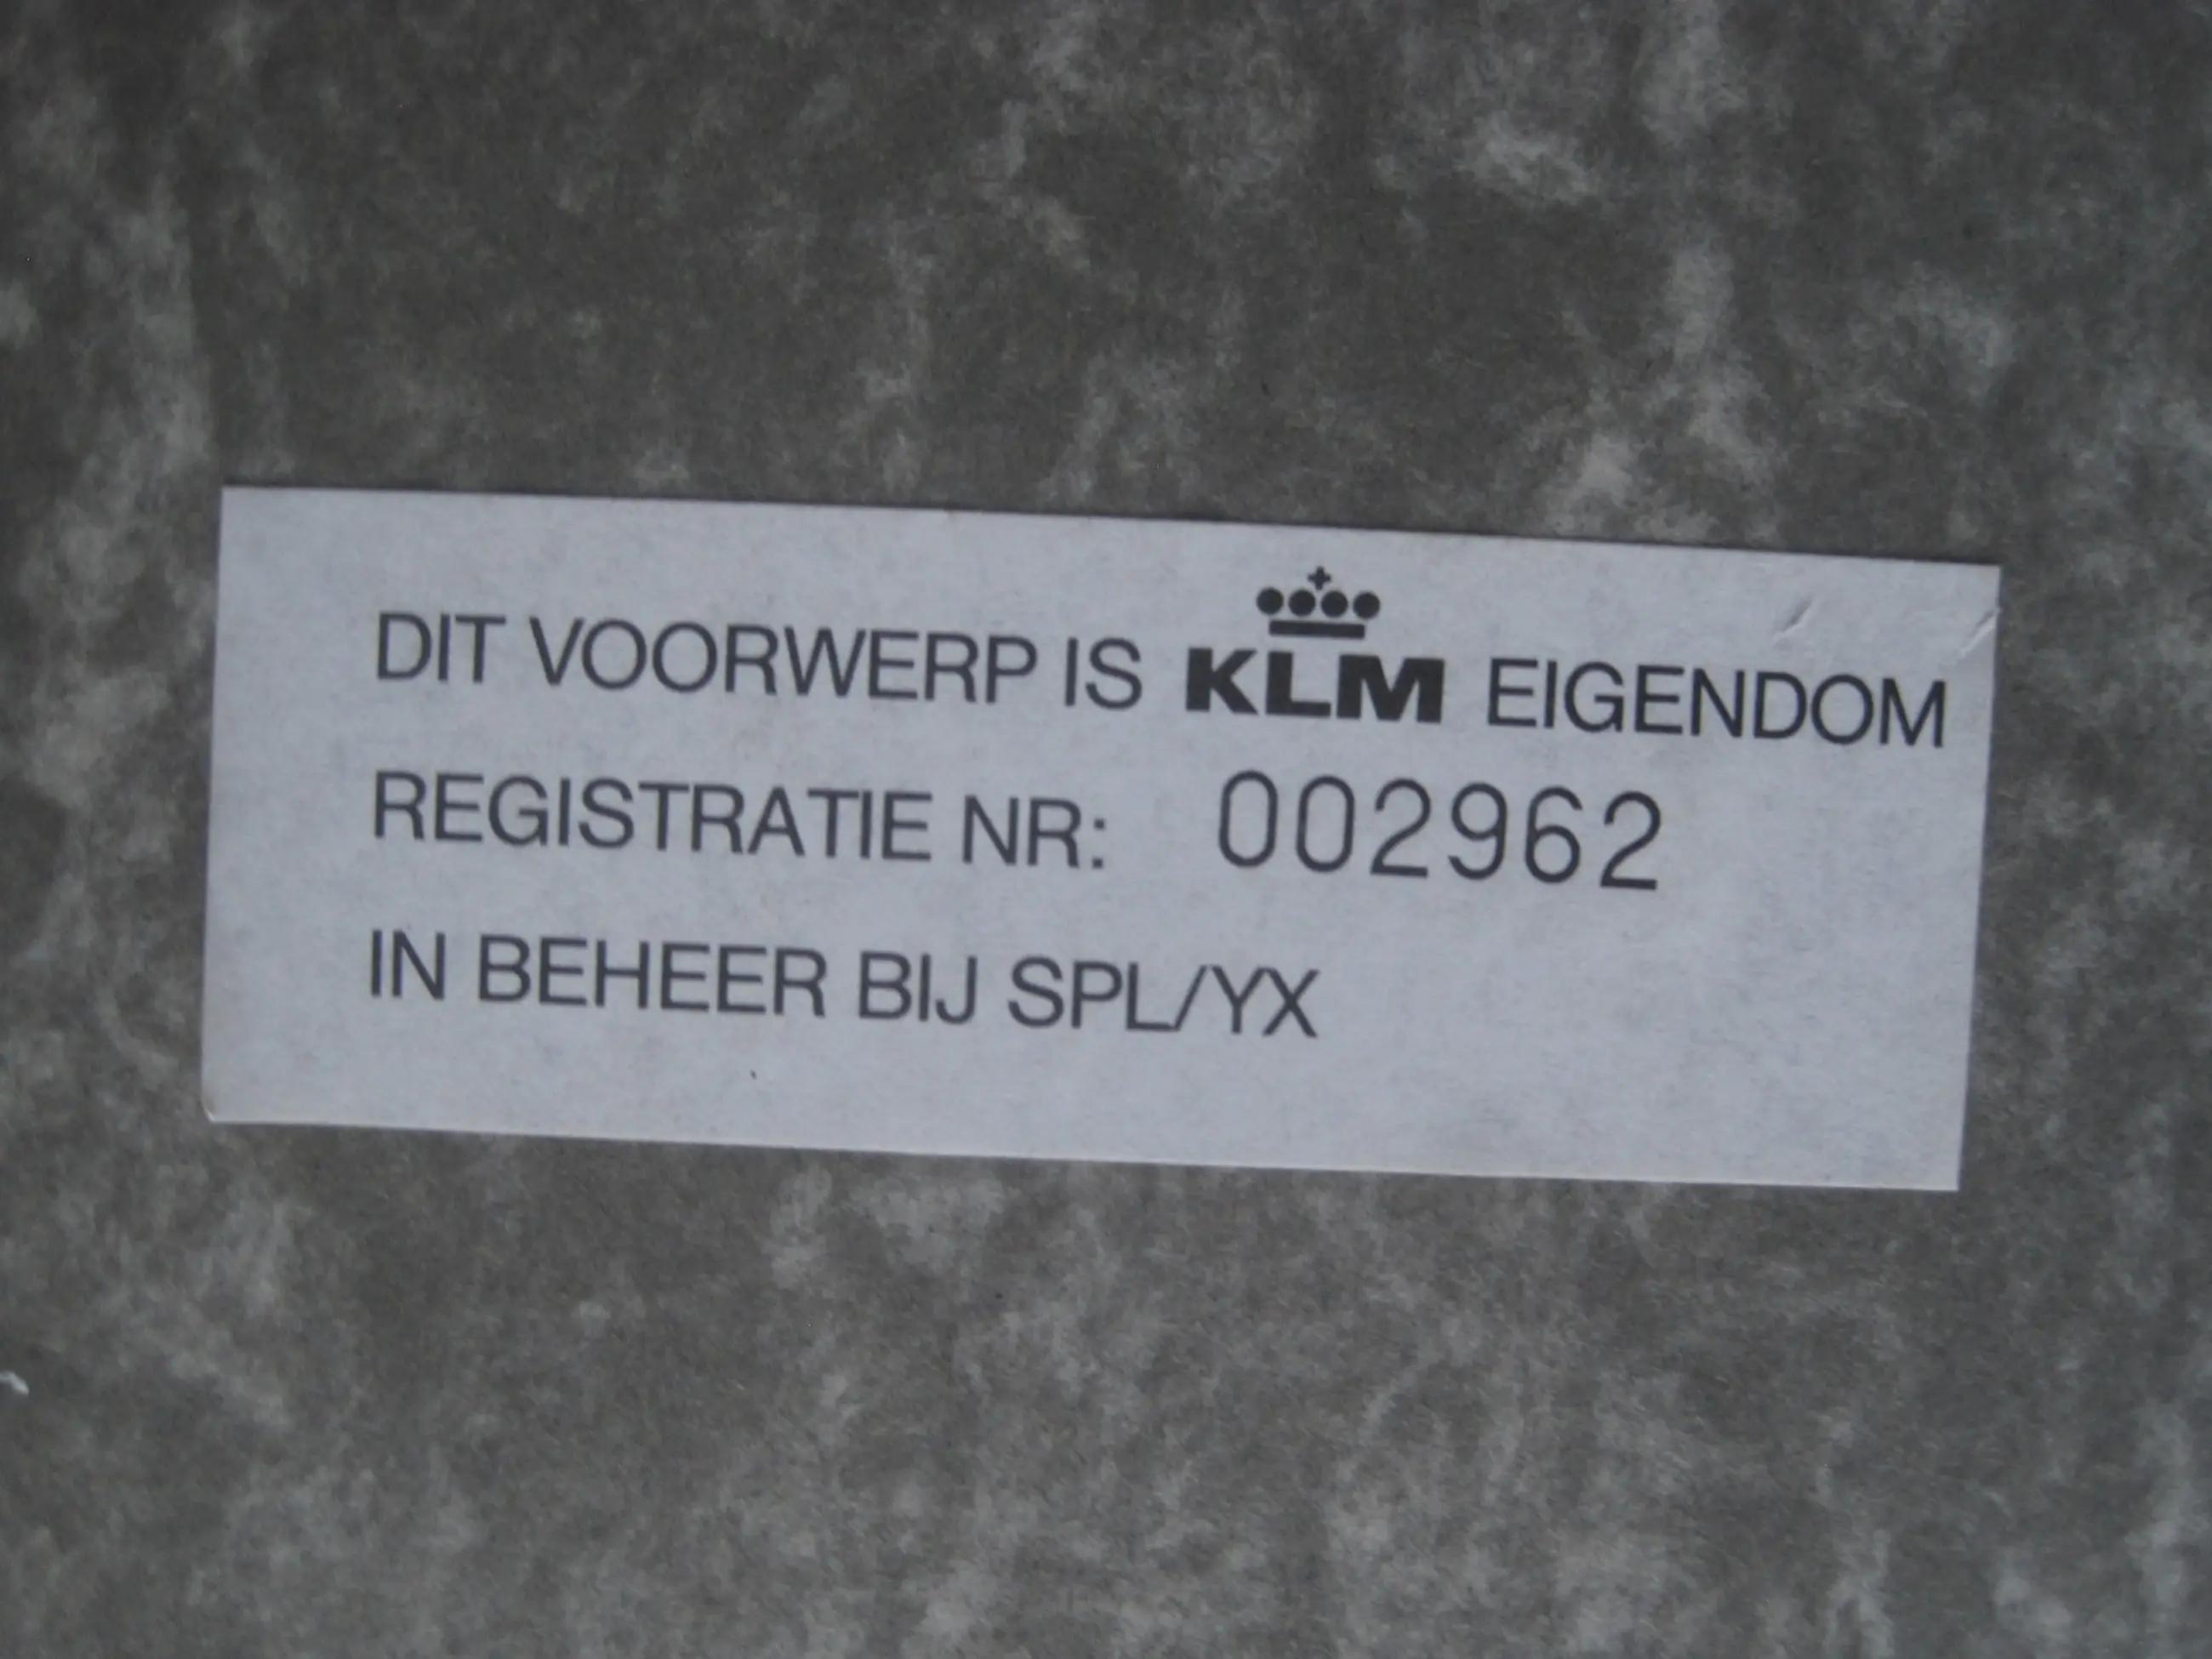 DIT VOORWERP IS KLM EIGENDOM
REGISTRATIE NR: 002962
IN BEHEER BIJ SPL/YX